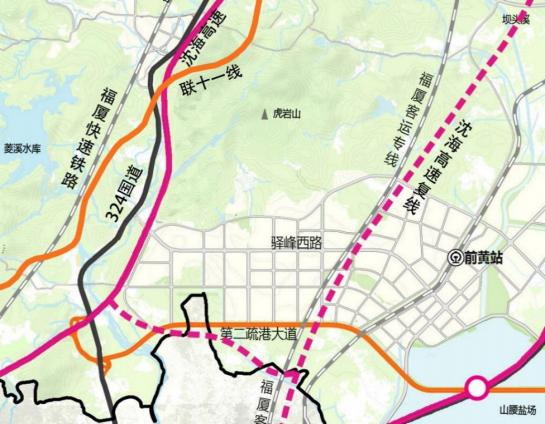 坝头溪
沈海高速
联十一线
虎岩山
福厦快速铁路
菱溪水库
324国道
福厦客运专线
沈海高速复线
驿峰西路
前黄站
第二疏港大道
福厦客
山腰盐场